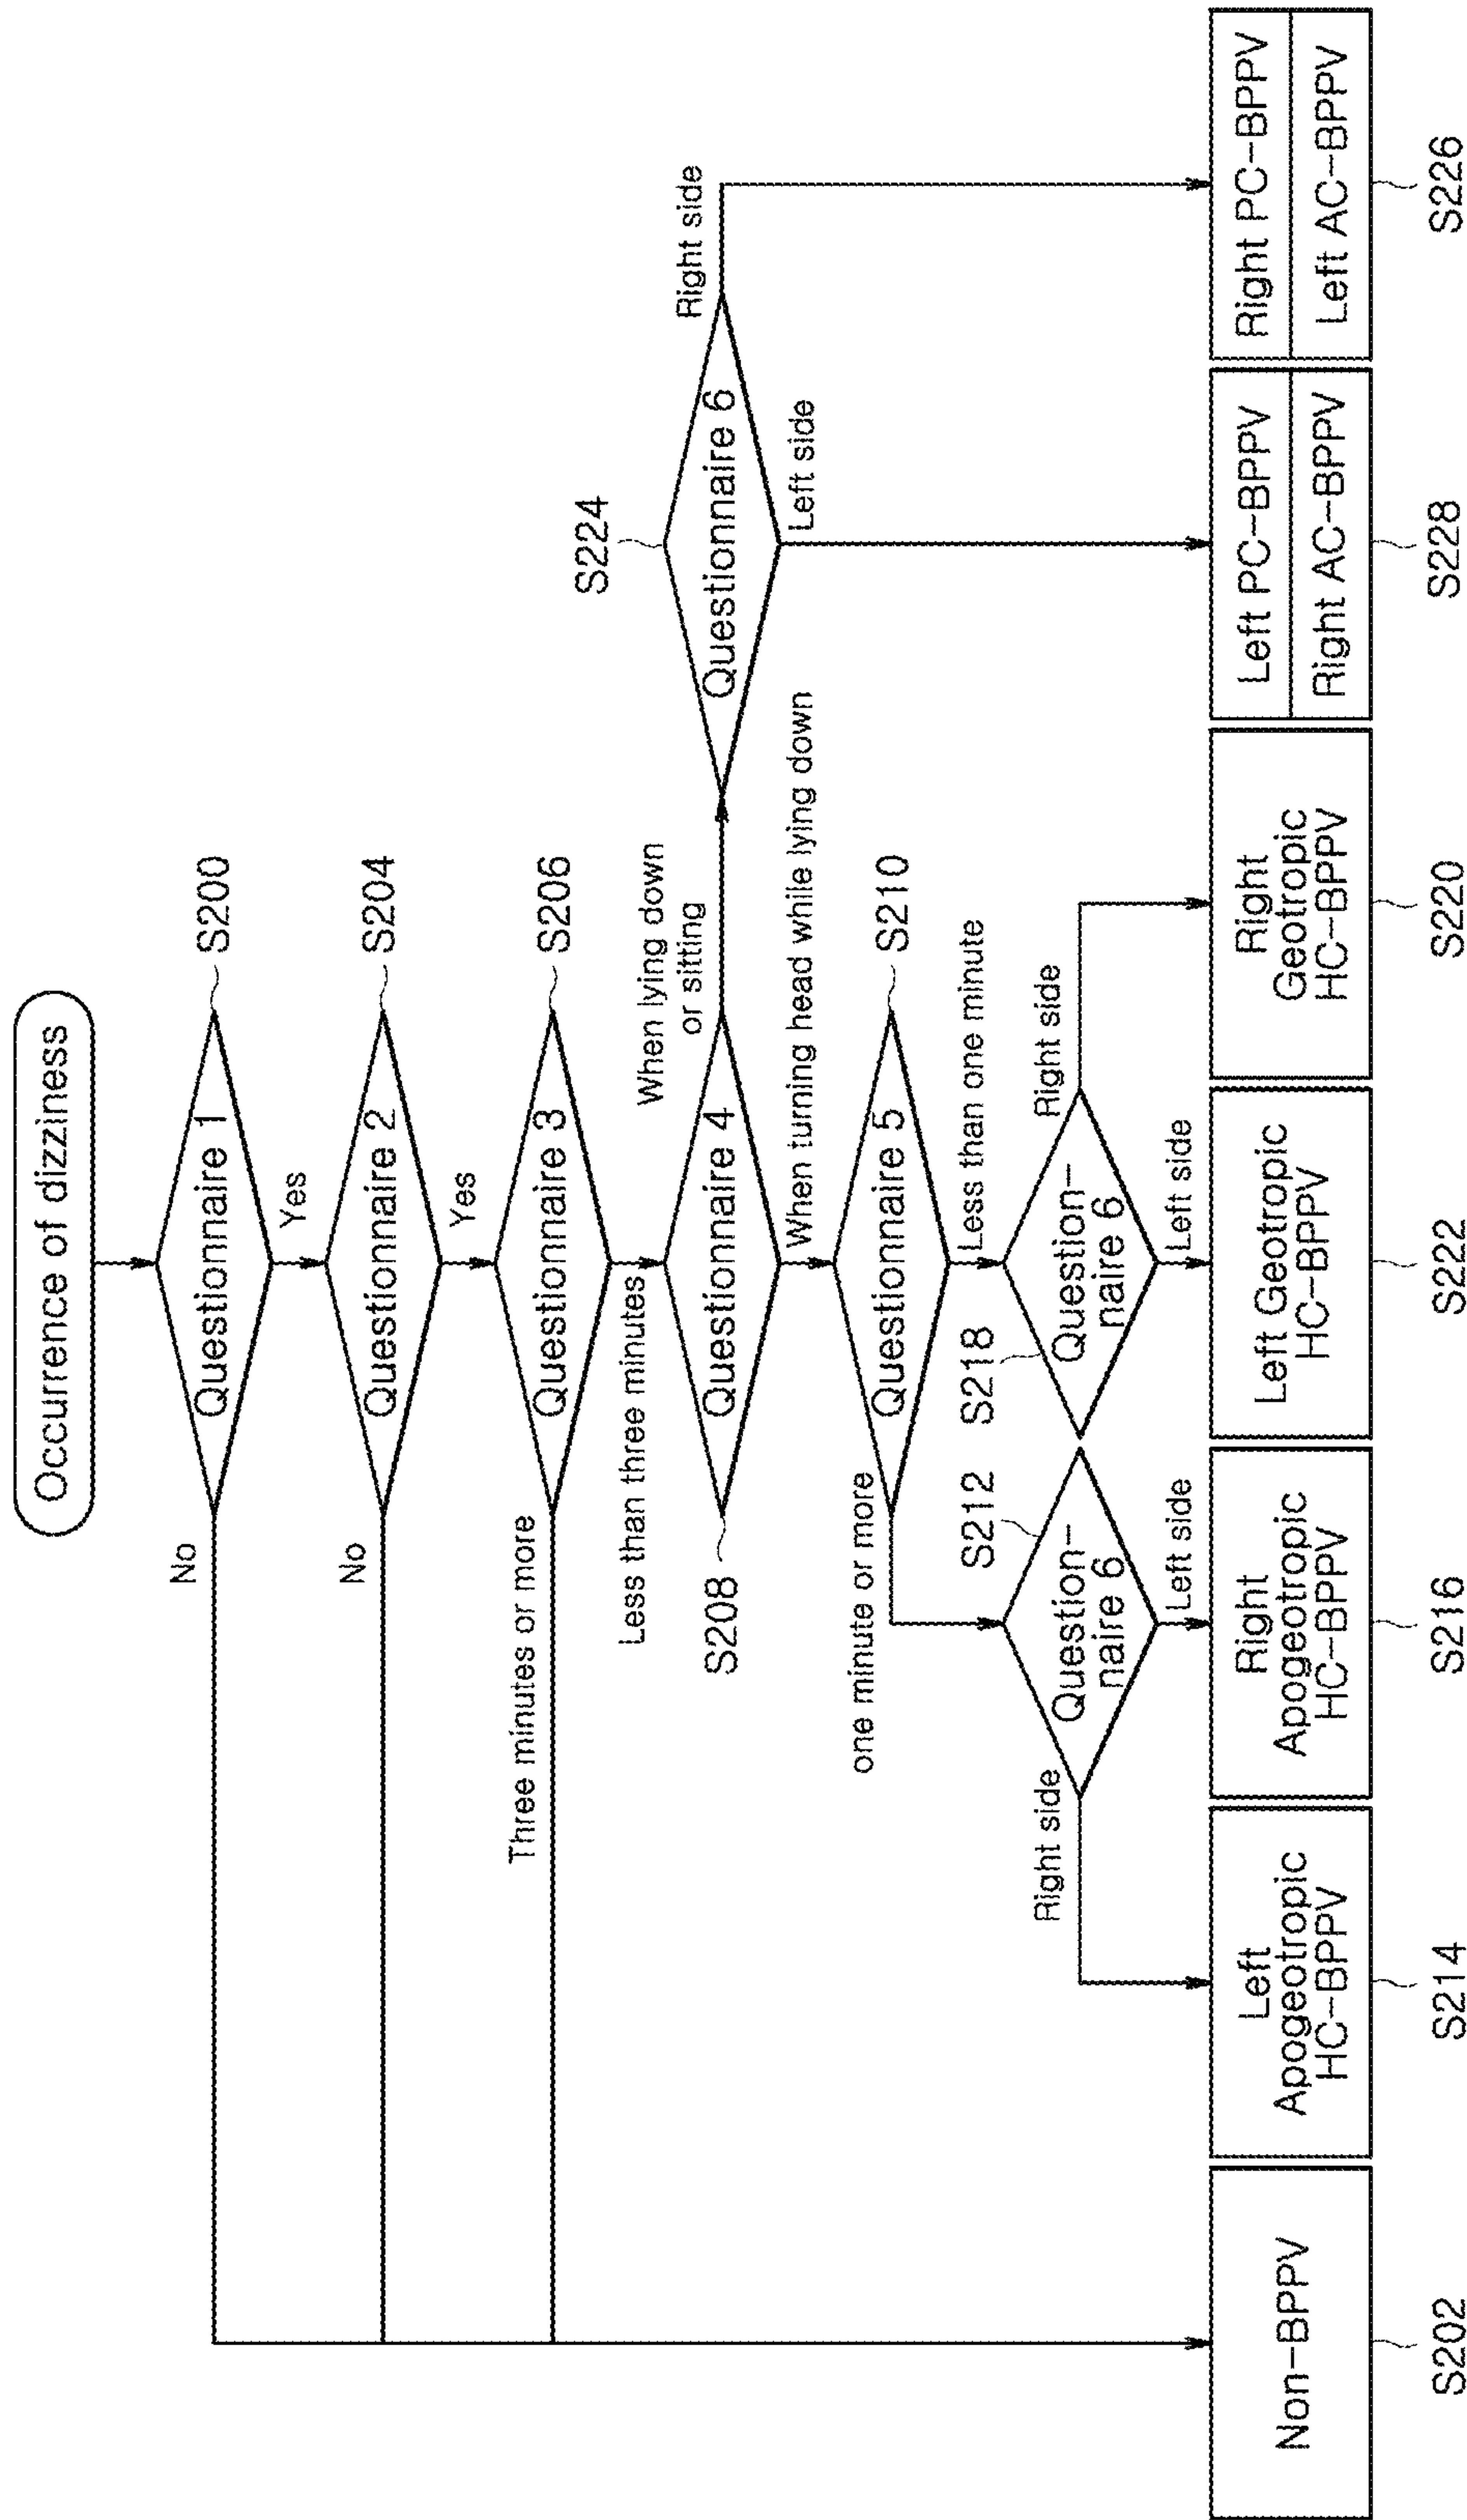 Occurrence of dizziness
Questionnaire 1
S200
No
Yes
Questionnaire 2
S204
No
Yes
Questionnaire 3
S206
Three minutes or more
Less than three minutes
When lying down
or sitting
Questionnaire 4
S208
S224
Questionnaire 6
Right side
Left side
When turning head while lying down
Questionnaire 5
S210
one minute or more
Less than one minute
S212
Question-
naire 6
Right side
Left side
S218
Question-
naire 6
Right side
Left side
Non-BPPV
Left
Apogeotropic
HC-BPPV
Right
Apogeotropic
HC-BPPV
Left Geotropic
HC-BPPV
Right
Geotropic
HC-BPPV
Left PC-BPPV
Right AC-BPPV
Right PC-BPPV
Left AC-BPPV
S202
S214
S216
S222
S220
S228
S226